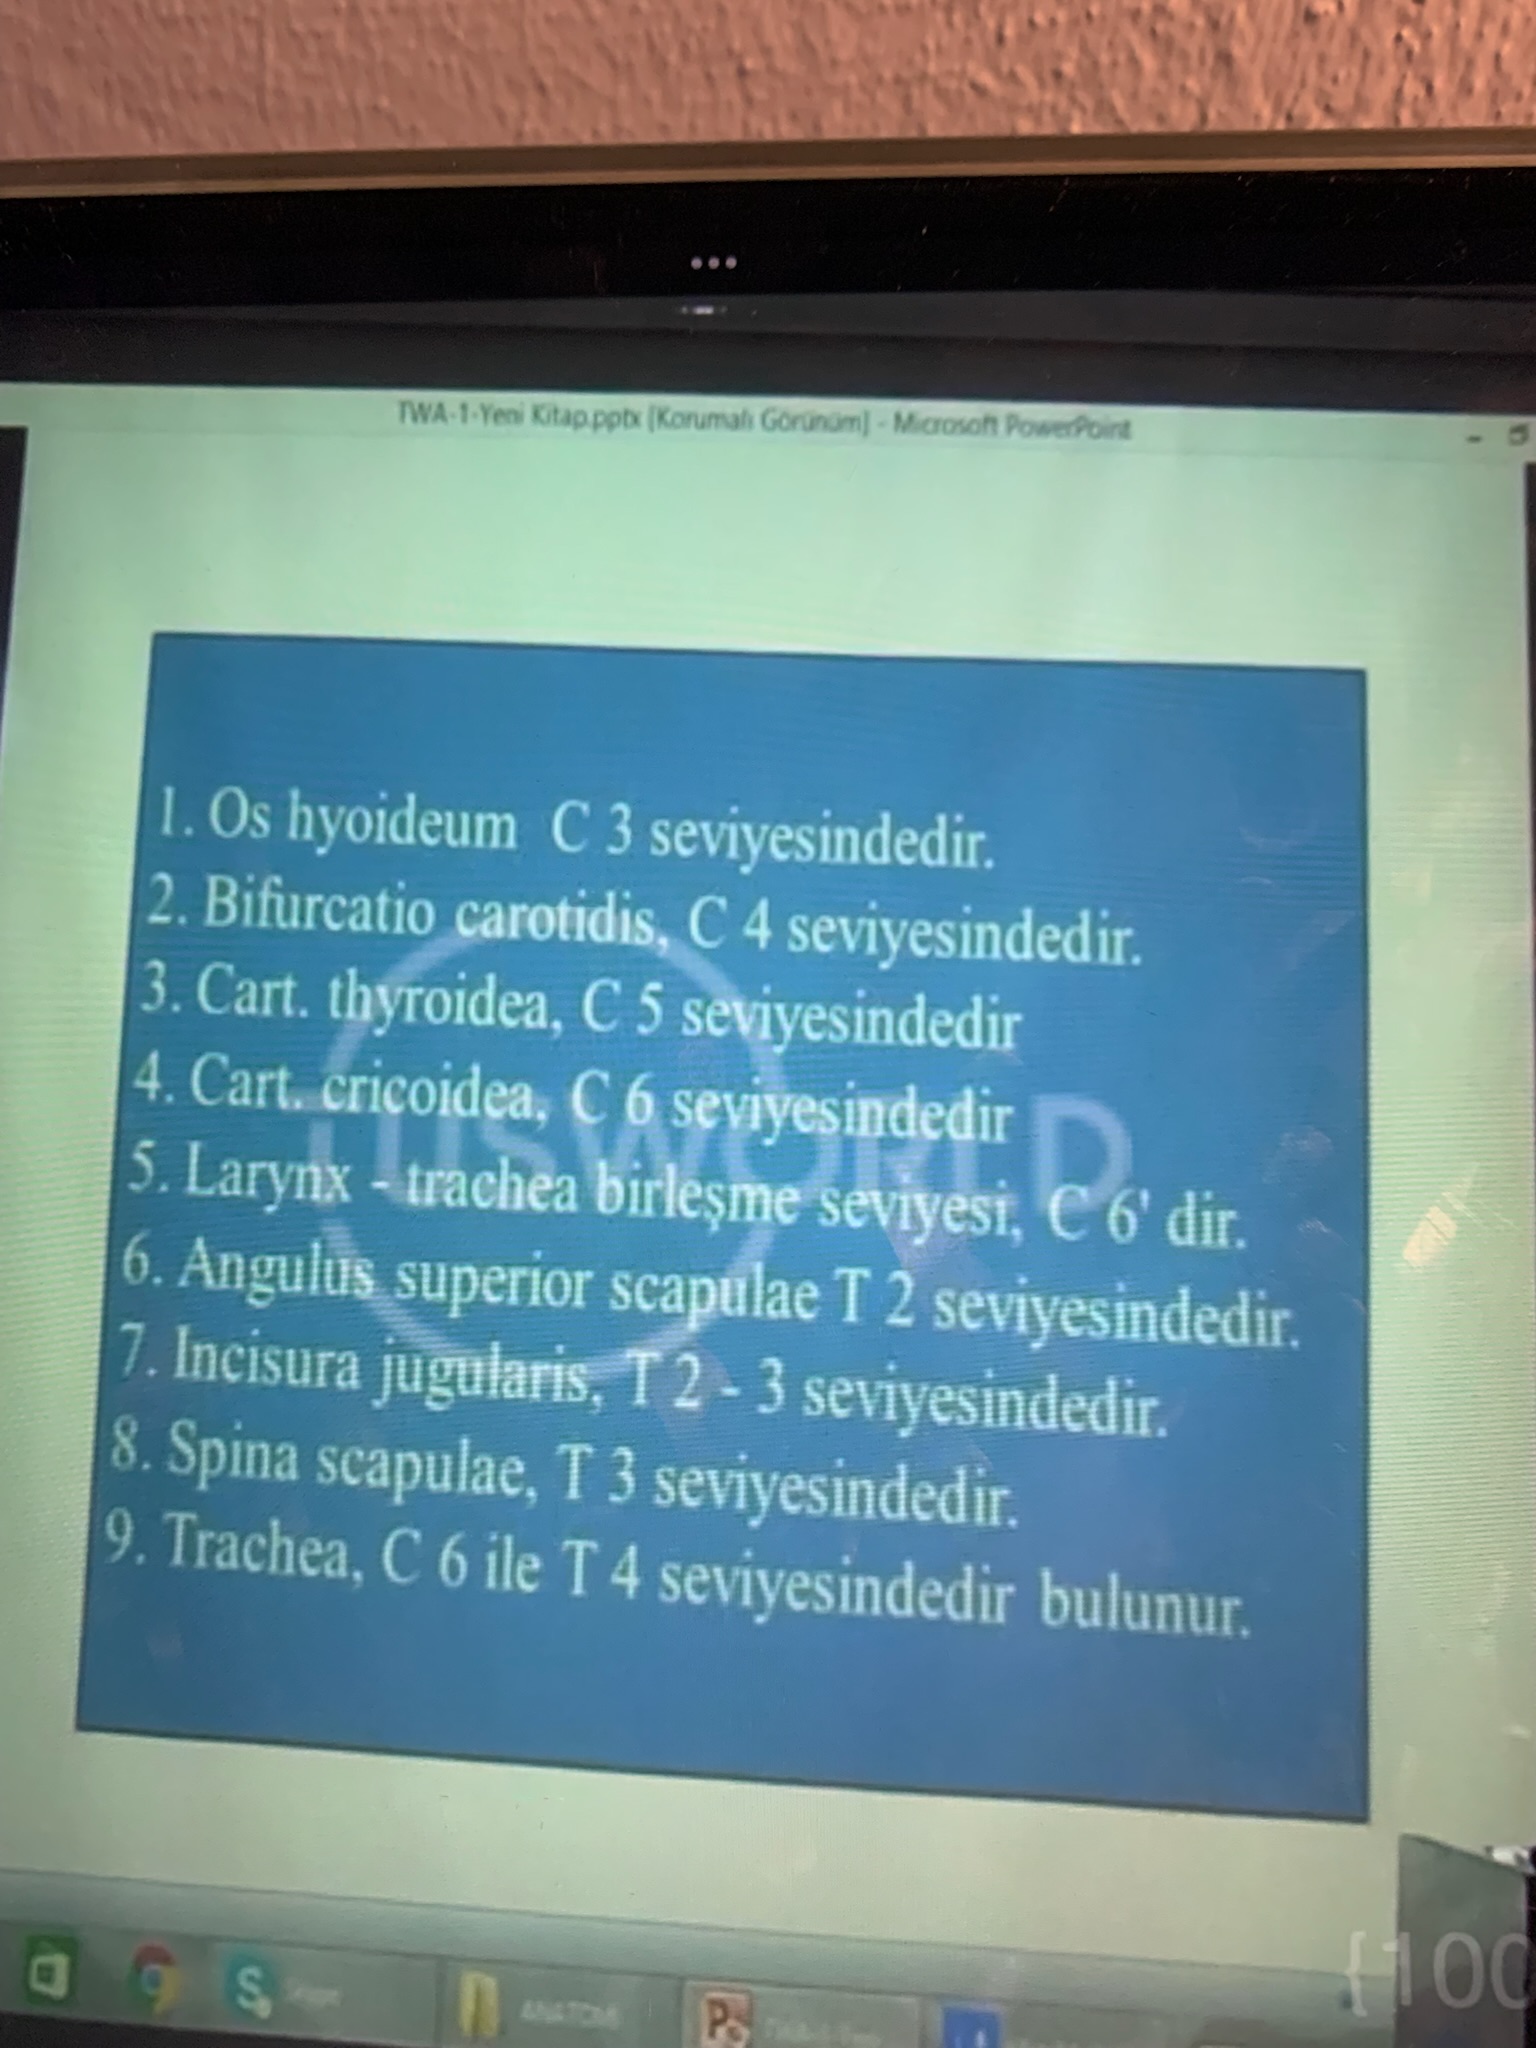 TWA-1-Yeni Kitap.pptx [Korumalı Görünüm] - Microsoft PowerPoint
1. Os hyoideum C 3 seviyesindedir.
2. Bifurcatio carotidis, C 4 seviyesindedir.
3. Cart. thyroidea, C 5 seviyesindedir
4. Cart. cricoidea, C 6 seviyesindedir
TUSWORLD
5. Larynx - trachea birleşme seviyesi, C 6' dir.
6. Angulus superior scapulae T 2 seviyesindedir.
7. Incisura jugularis, T 2 - 3 seviyesindedir.
8. Spina scapulae, T 3 seviyesindedir.
9. Trachea, C 6 ile T 4 seviyesindedir bulunur.
{100
S Skype ANATOMİ